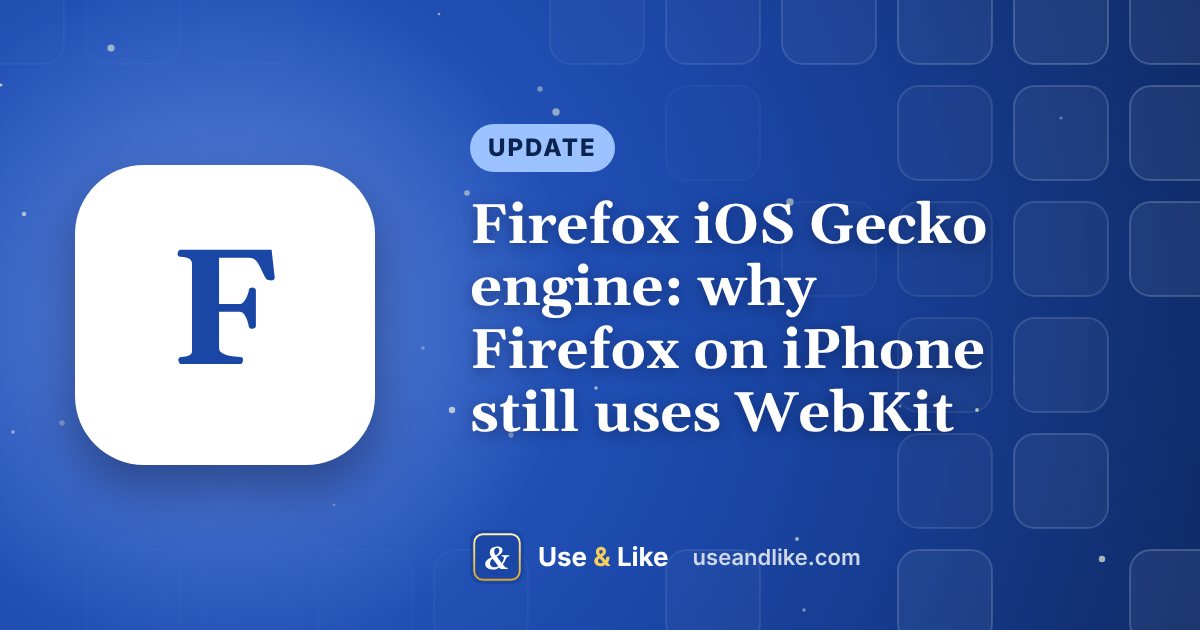 F
UPDATE
Firefox iOS Gecko
engine: why
Firefox on iPhone
still uses WebKit
& Use & Like useandlike.com